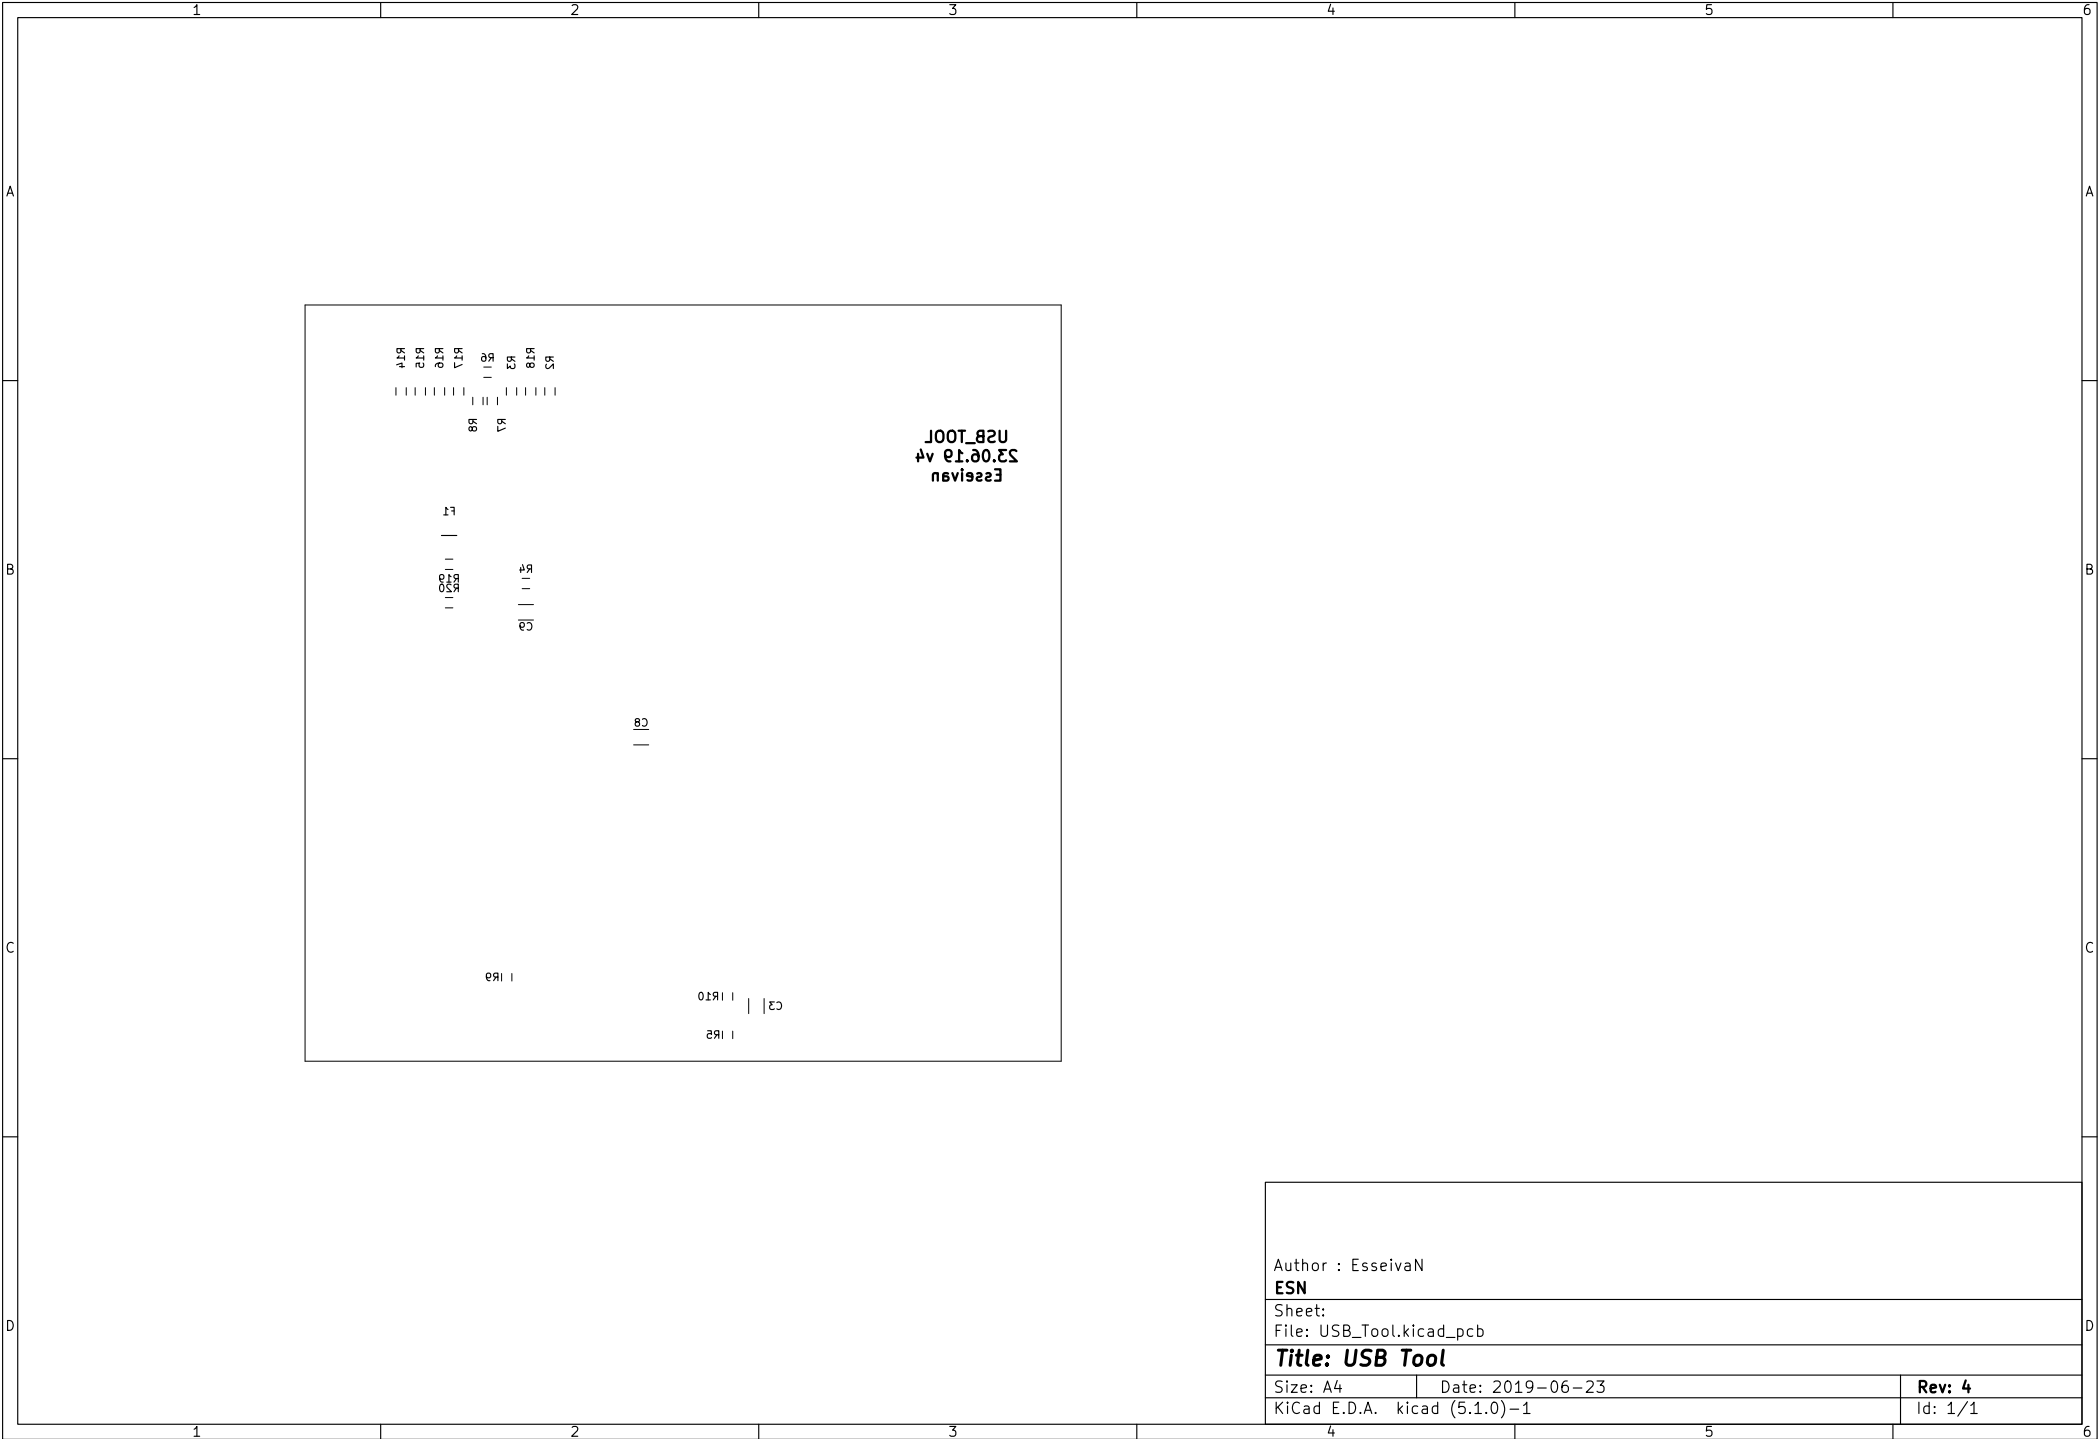 1 2 3 4 5 6
A A
R14 R15 R16 R17 R6 R3 R18 R2
R8 R7
USB_TOOL
23.06.19 v4
Esseivan
F1
B B
R4
R19
R20
C9
C8
C C
R9
R10 C3
R5
Author : EsseivaN
ESN
Sheet:
D D
File: USB_Tool.kicad_pcb
Title: USB Tool
Size: A4 Date: 2019-06-23 Rev: 4
KiCad E.D.A. kicad (5.1.0)-1 Id: 1/1
1 2 3 4 5 6